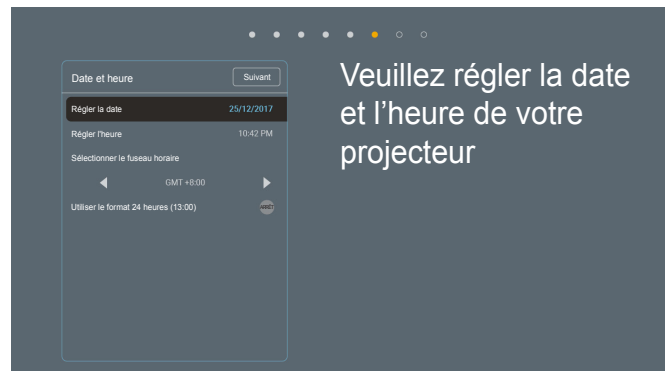 Date et heure
Suivant
Régler la date 25/12/2017
Régler l'heure 10:42 PM
Sélectionner le fuseau horaire
GMT +8:00
Utiliser le format 24 heures (13:00)
Veuillez régler la date
et l’heure de votre
projecteur